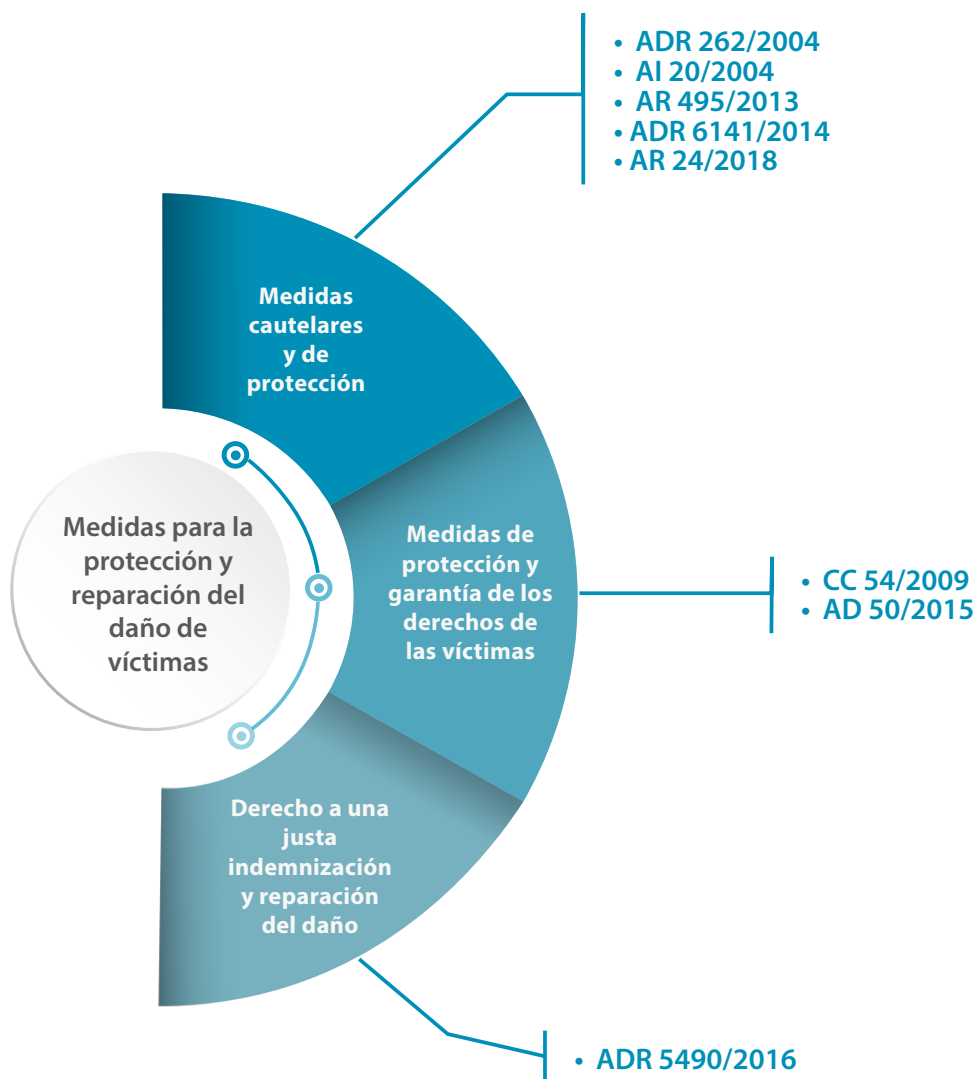 • ADR 262/2004
• AI 20/2004
• AR 495/2013
• ADR 6141/2014
• AR 24/2018
Medidas
cautelares
y de
protección
Medidas para la
protección y
reparación del
daño de
víctimas
Medidas de
protección y
garantía de los
derechos de
las víctimas
• CC 54/2009
• AD 50/2015
Derecho a una
justa
indemnización
y reparación
del daño
• ADR 5490/2016